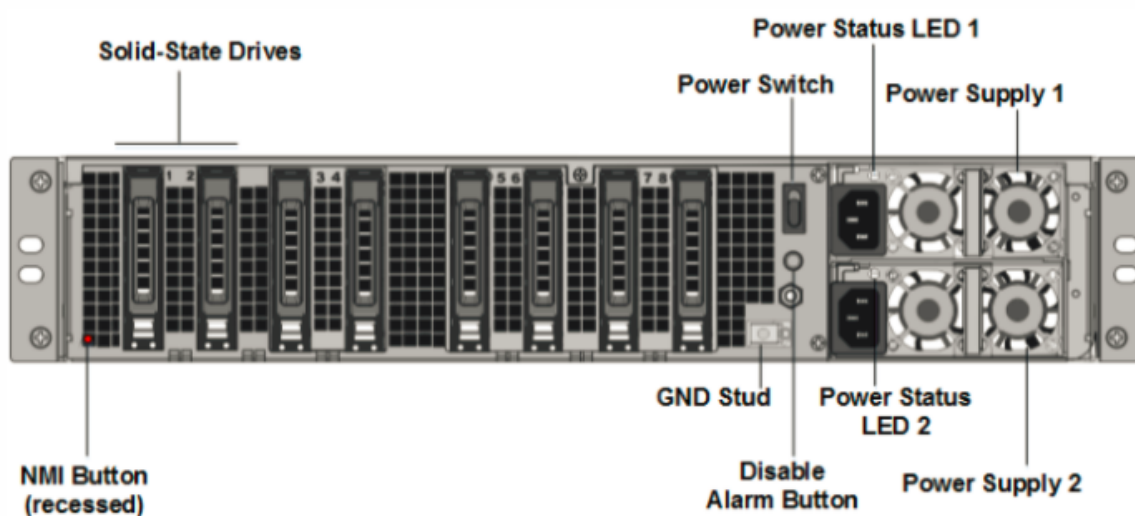 Power Status LED 1
Solid-State Drives
Power Switch
Power Supply 1
1 2
3 4
5 6
7 8
GND Stud
Power Status
LED 2
NMI Button
(recessed)
Disable
Alarm Button
Power Supply 2